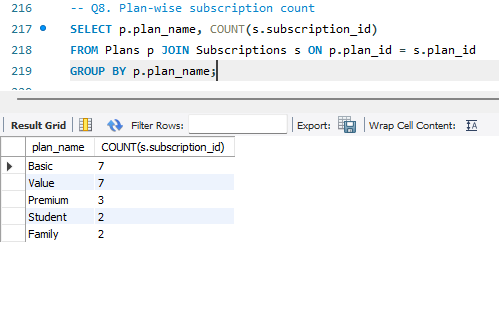 216 -- Q8. Plan-wise subscription count
217 SELECT p.plan_name, COUNT(s.subscription_id)
218 FROM Plans p JOIN Subscriptions s ON p.plan_id = s.plan_id
219 GROUP BY p.plan_name;
Result Grid Filter Rows: Export: Wrap Cell Content:
plan_name COUNT(s.subscription_id)
Basic 7
Value 7
Premium 3
Student 2
Family 2